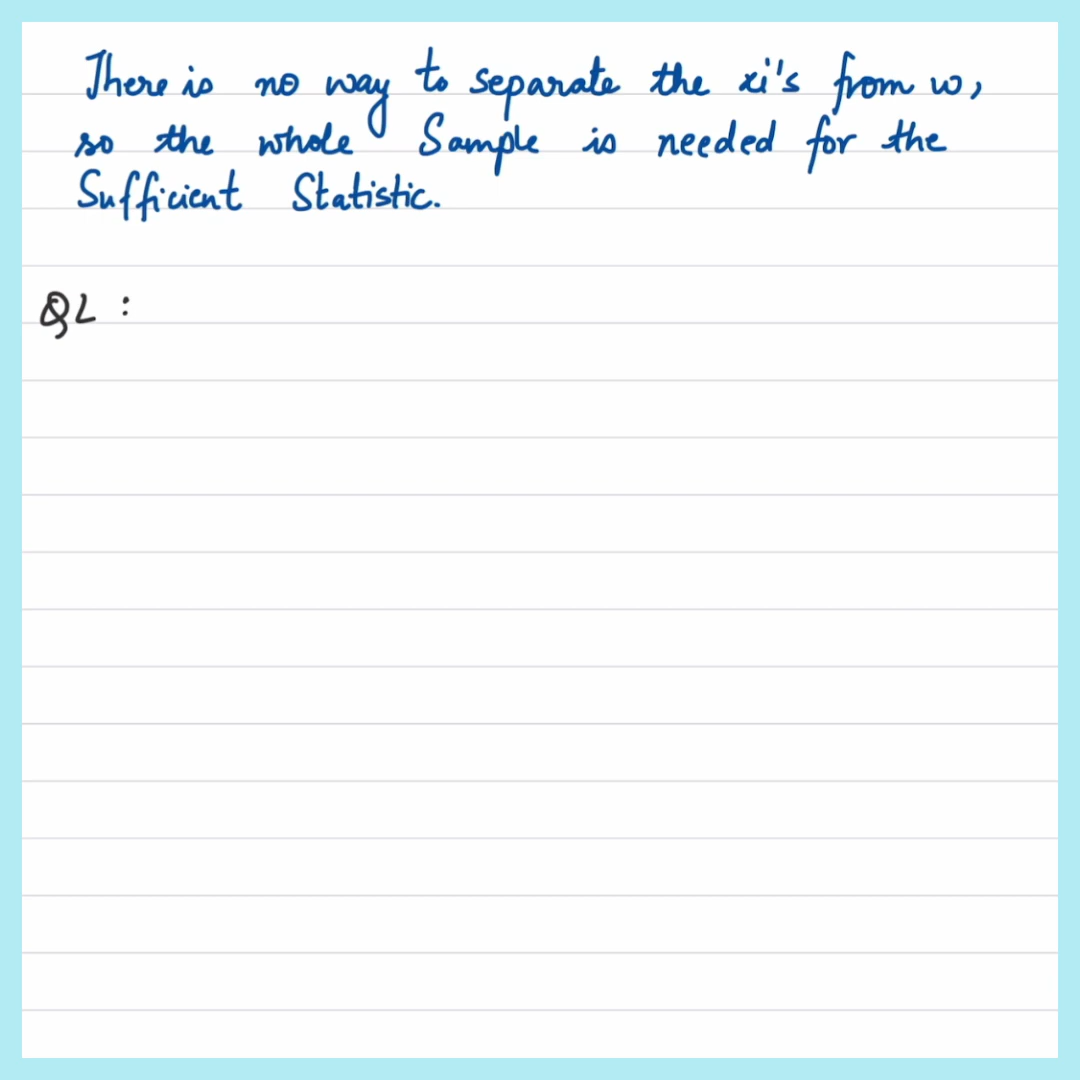 There is no way to separate the xi's from w,
so the whole Sample is needed for the
Sufficient Statistic.
QL :